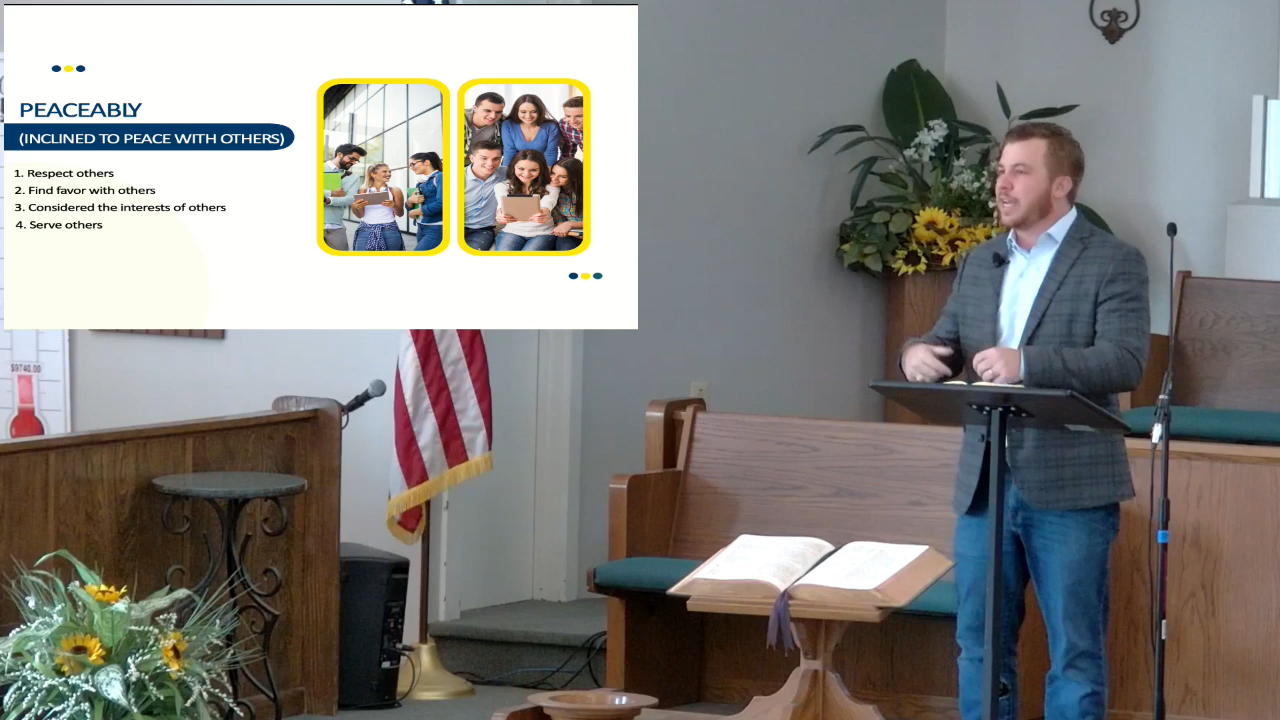 PEACEABLY
(INCLINED TO PEACE WITH OTHERS)
1. Respect others
2. Find favor with others
3. Considered the interests of others
4. Serve others
$9740.00